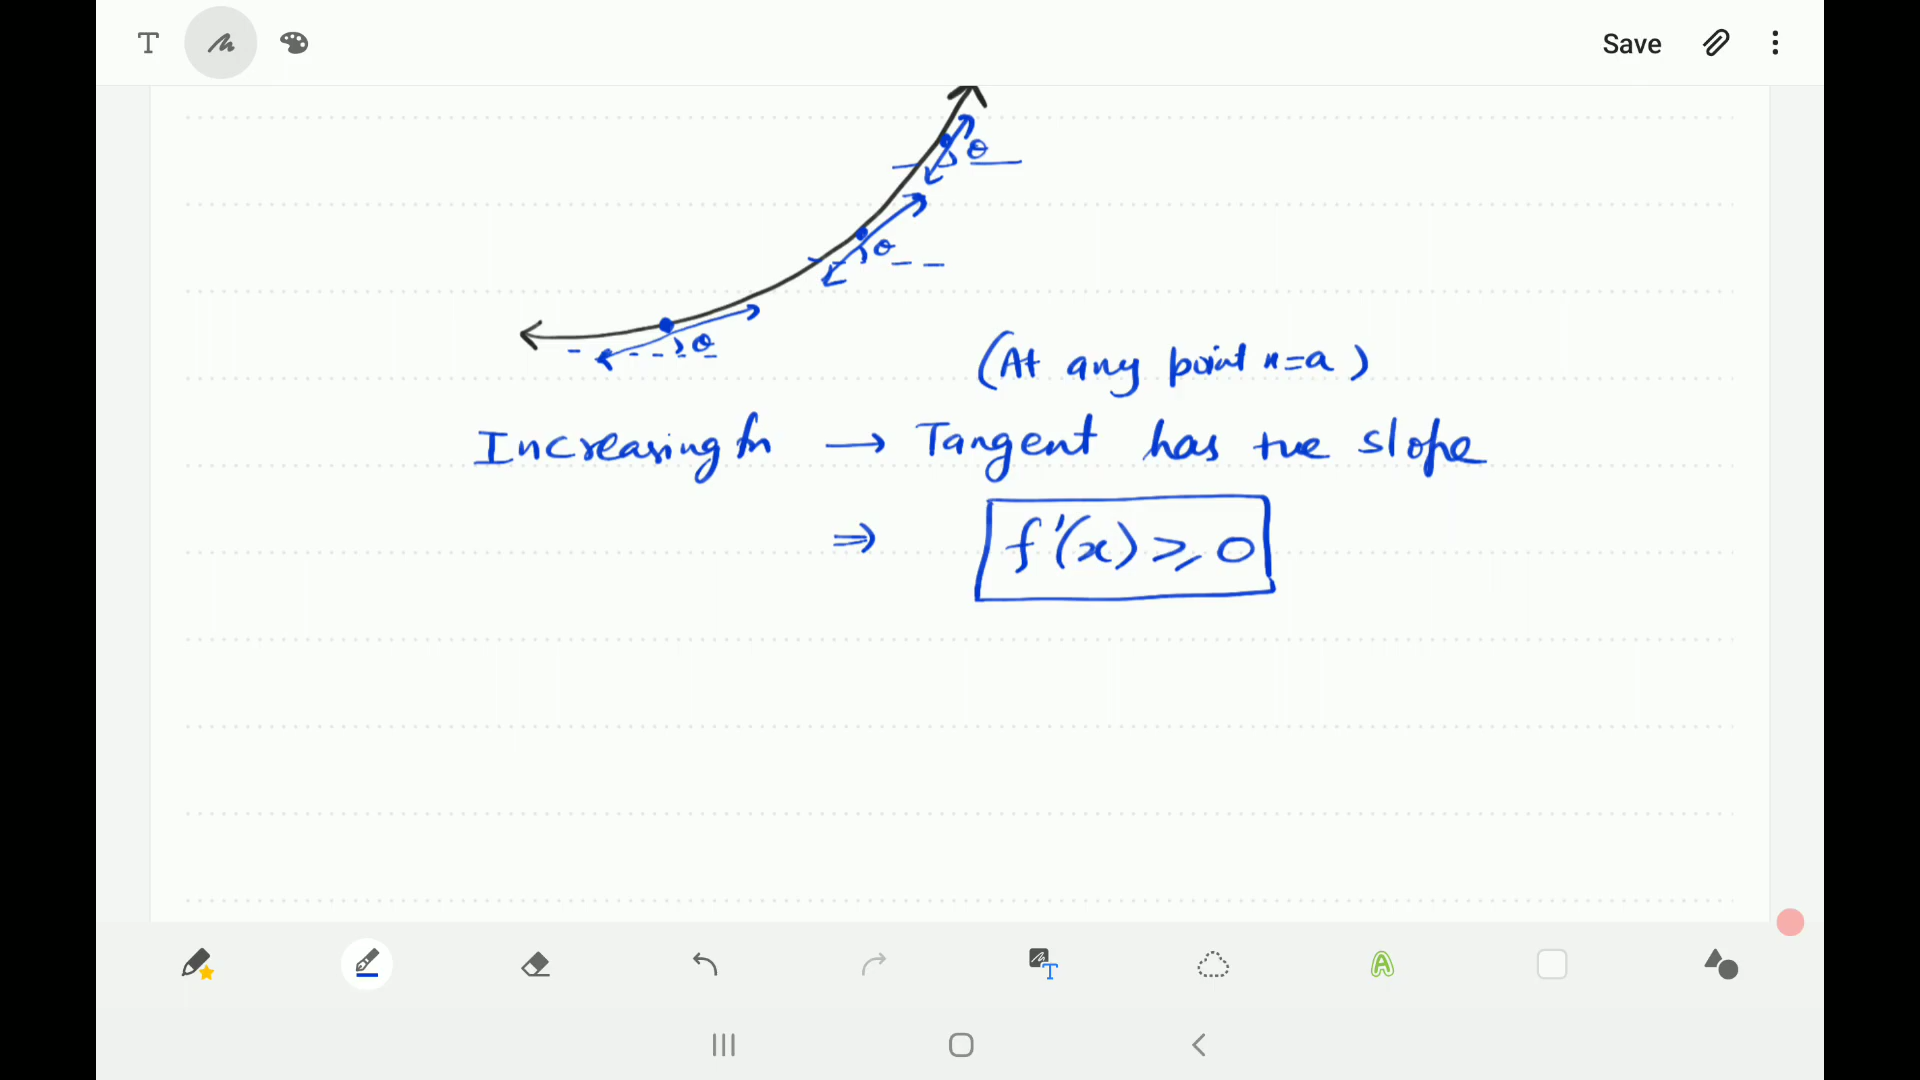 T Save
θ
θ
θ
(At any point x=a)
Increasing fn → Tangent has +ve slope
⇒ f'(x) ⩾ 0
T
A